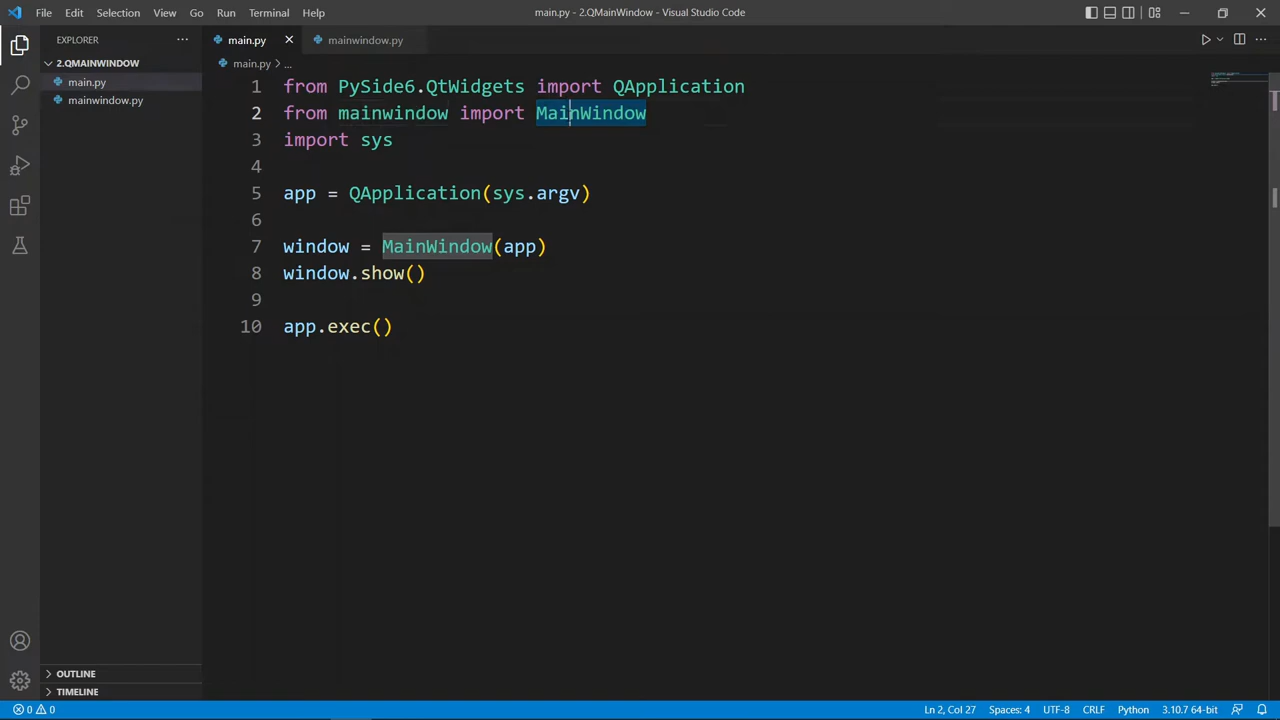 File Edit Selection View Go Run Terminal Help
main.py - 2.QMainWindow - Visual Studio Code
EXPLORER
2.QMAINWINDOW
main.py
mainwindow.py
OUTLINE
TIMELINE
main.py mainwindow.py
main.py > ...
1 from PySide6.QtWidgets import QApplication
2 from mainwindow import MainWindow
3 import sys
4
5 app = QApplication(sys.argv)
6
7 window = MainWindow(app)
8 window.show()
9
10 app.exec()
0 0 Ln 2, Col 27 Spaces: 4 UTF-8 CRLF Python 3.10.7 64-bit